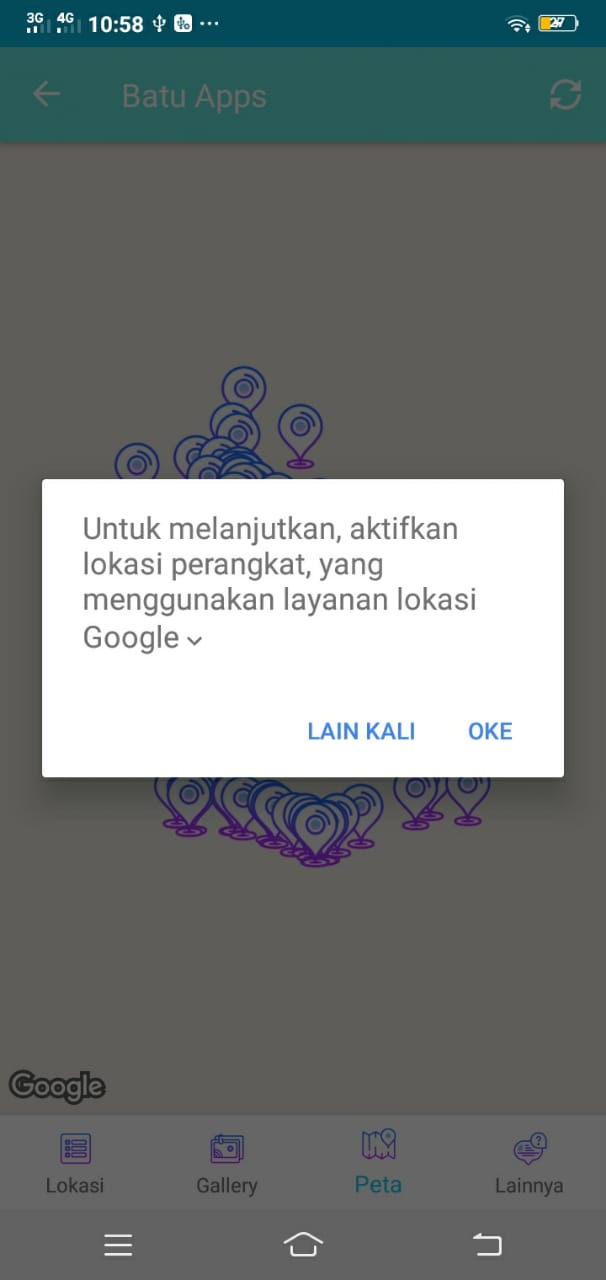 3G 4G 10:58 27
Batu Apps
Untuk melanjutkan, aktifkan
lokasi perangkat, yang
menggunakan layanan lokasi
Google
LAIN KALI OKE
Google
Lokasi Gallery Peta Lainnya